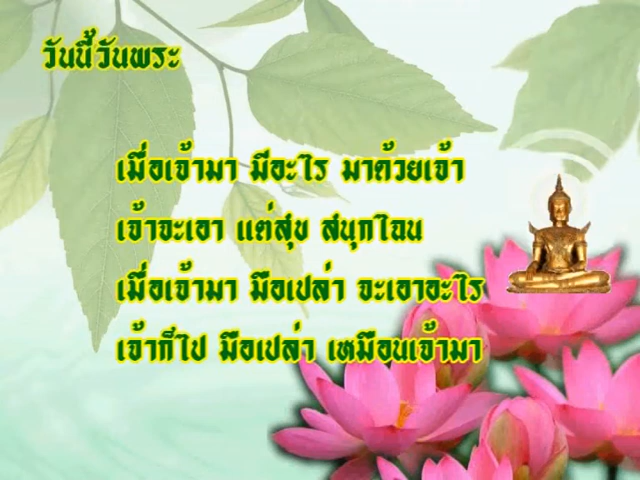 วันนี้วันพระ
เมื่อเจ้ามา มีอะไร มาด้วยเจ้า
เจ้าจะเอา แต่สุข สนุกไฉน
เมื่อเจ้ามา มือเปล่า จะเอาอะไร
เจ้าก็ไป มือเปล่า เหมือนเจ้ามา